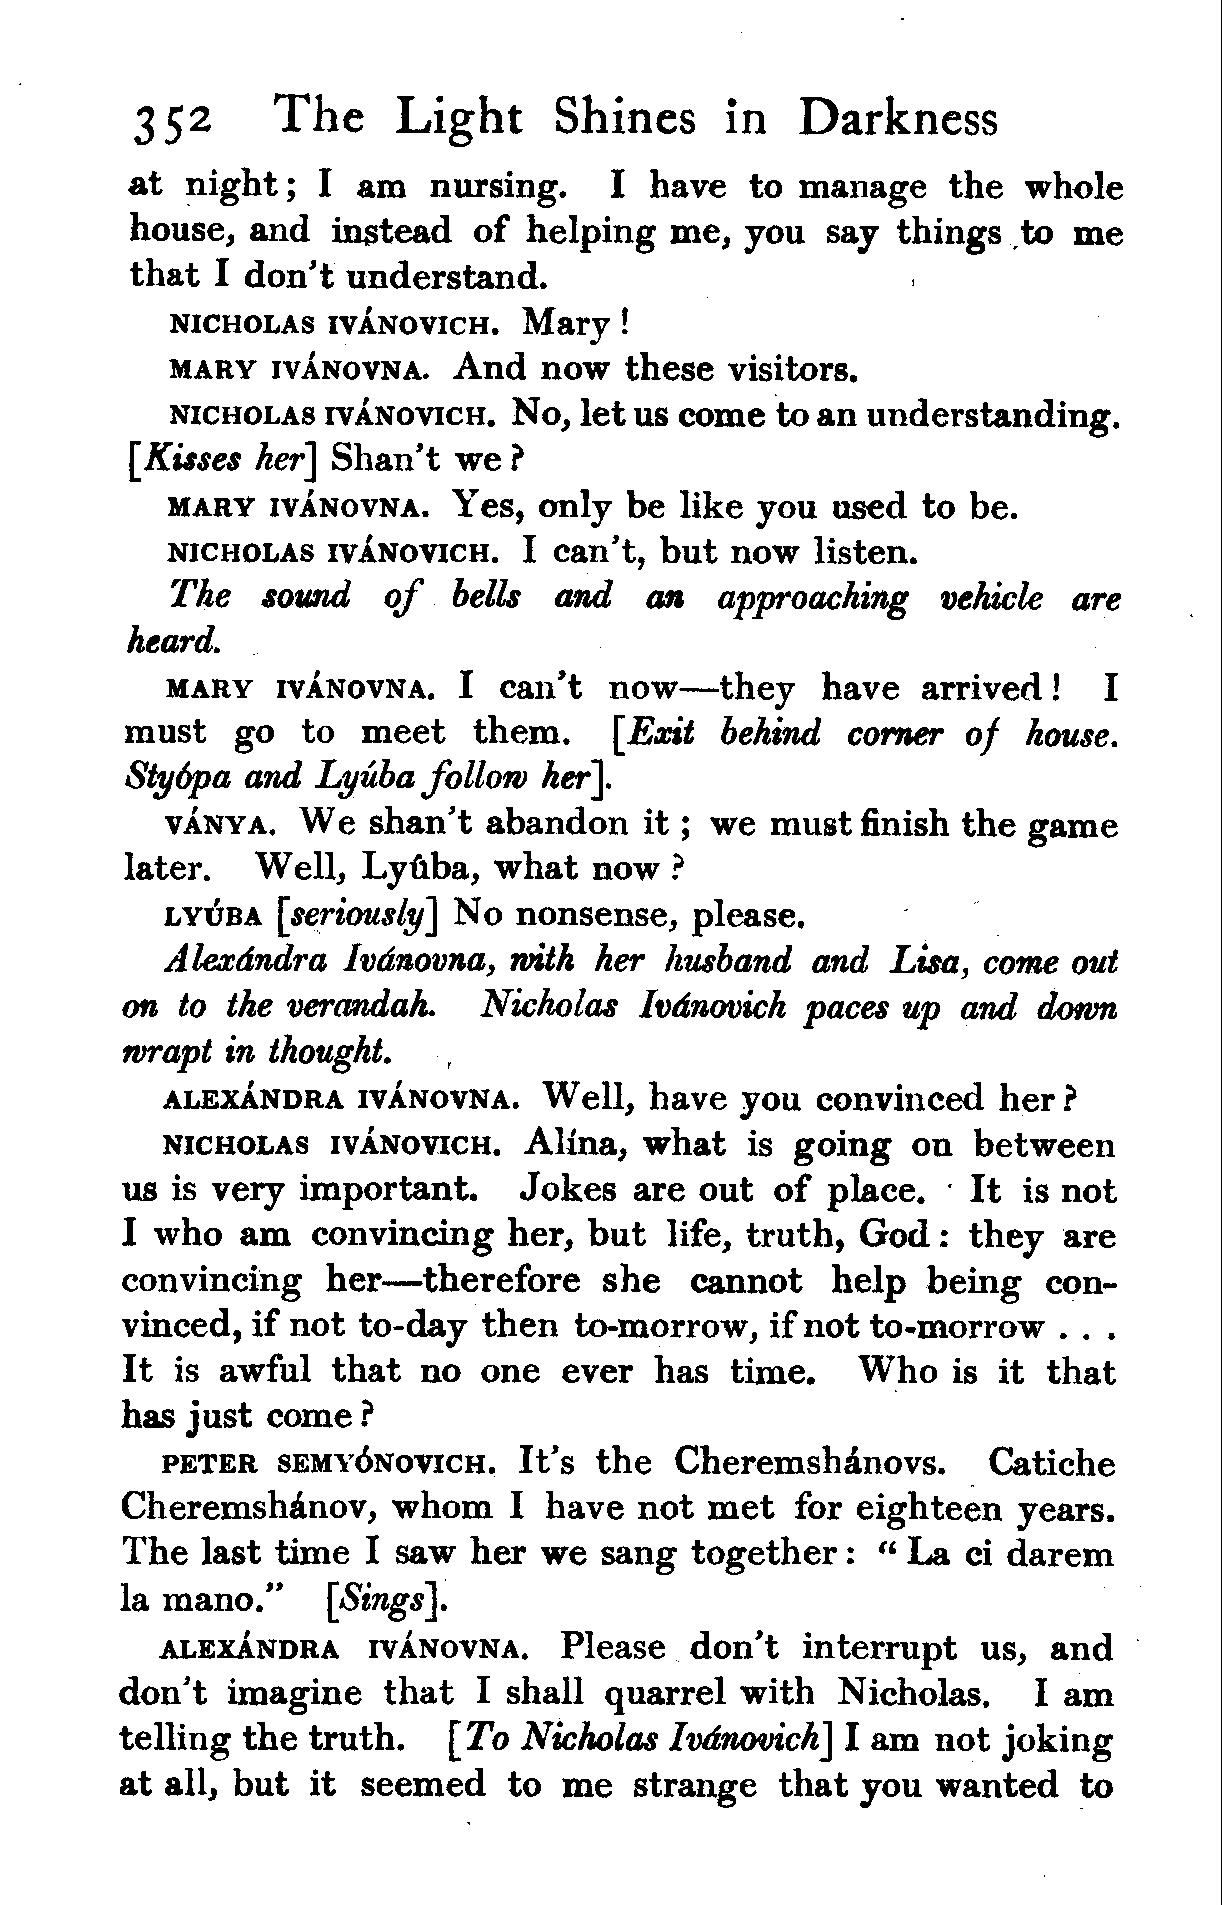 352 The Light Shines in Darkness
at night; I am nursing. I have to manage the whole
house, and instead of helping me, you say things to me
that I don't understand.
NICHOLAS IVÁNOVICH. Mary!
MARY IVÁNOVNA. And now these visitors.
NICHOLAS IVÁNOVICH. No, let us come to an understanding.
[Kisses her] Shan't we?
MARY IVÁNOVNA. Yes, only be like you used to be.
NICHOLAS IVÁNOVICH. I can't, but now listen.
The sound of bells and an approaching vehicle are
heard.
MARY IVÁNOVNA. I can't now—they have arrived! I
must go to meet them. [Exit behind corner of house.
Styópa and Lyúba follow her].
VÁNYA. We shan't abandon it; we must finish the game
later. Well, Lyúba, what now?
LYÚBA [seriously] No nonsense, please.
Alexándra Ivánovna, with her husband and Lisa, come out
on to the verandah. Nicholas Ivánovich paces up and down
wrapt in thought.
ALEXÁNDRA IVÁNOVNA. Well, have you convinced her?
NICHOLAS IVÁNOVICH. Alína, what is going on between
us is very important. Jokes are out of place. It is not
I who am convincing her, but life, truth, God: they are
convincing her—therefore she cannot help being con-
vinced, if not to-day then to-morrow, if not to-morrow . . .
It is awful that no one ever has time. Who is it that
has just come?
PETER SEMYÓNOVICH. It's the Cheremshánovs. Catiche
Cheremshánov, whom I have not met for eighteen years.
The last time I saw her we sang together: "La ci darem
la mano." [Sings].
ALEXÁNDRA IVÁNOVNA. Please don't interrupt us, and
don't imagine that I shall quarrel with Nicholas. I am
telling the truth. [To Nicholas Ivánovich] I am not joking
at all, but it seemed to me strange that you wanted to